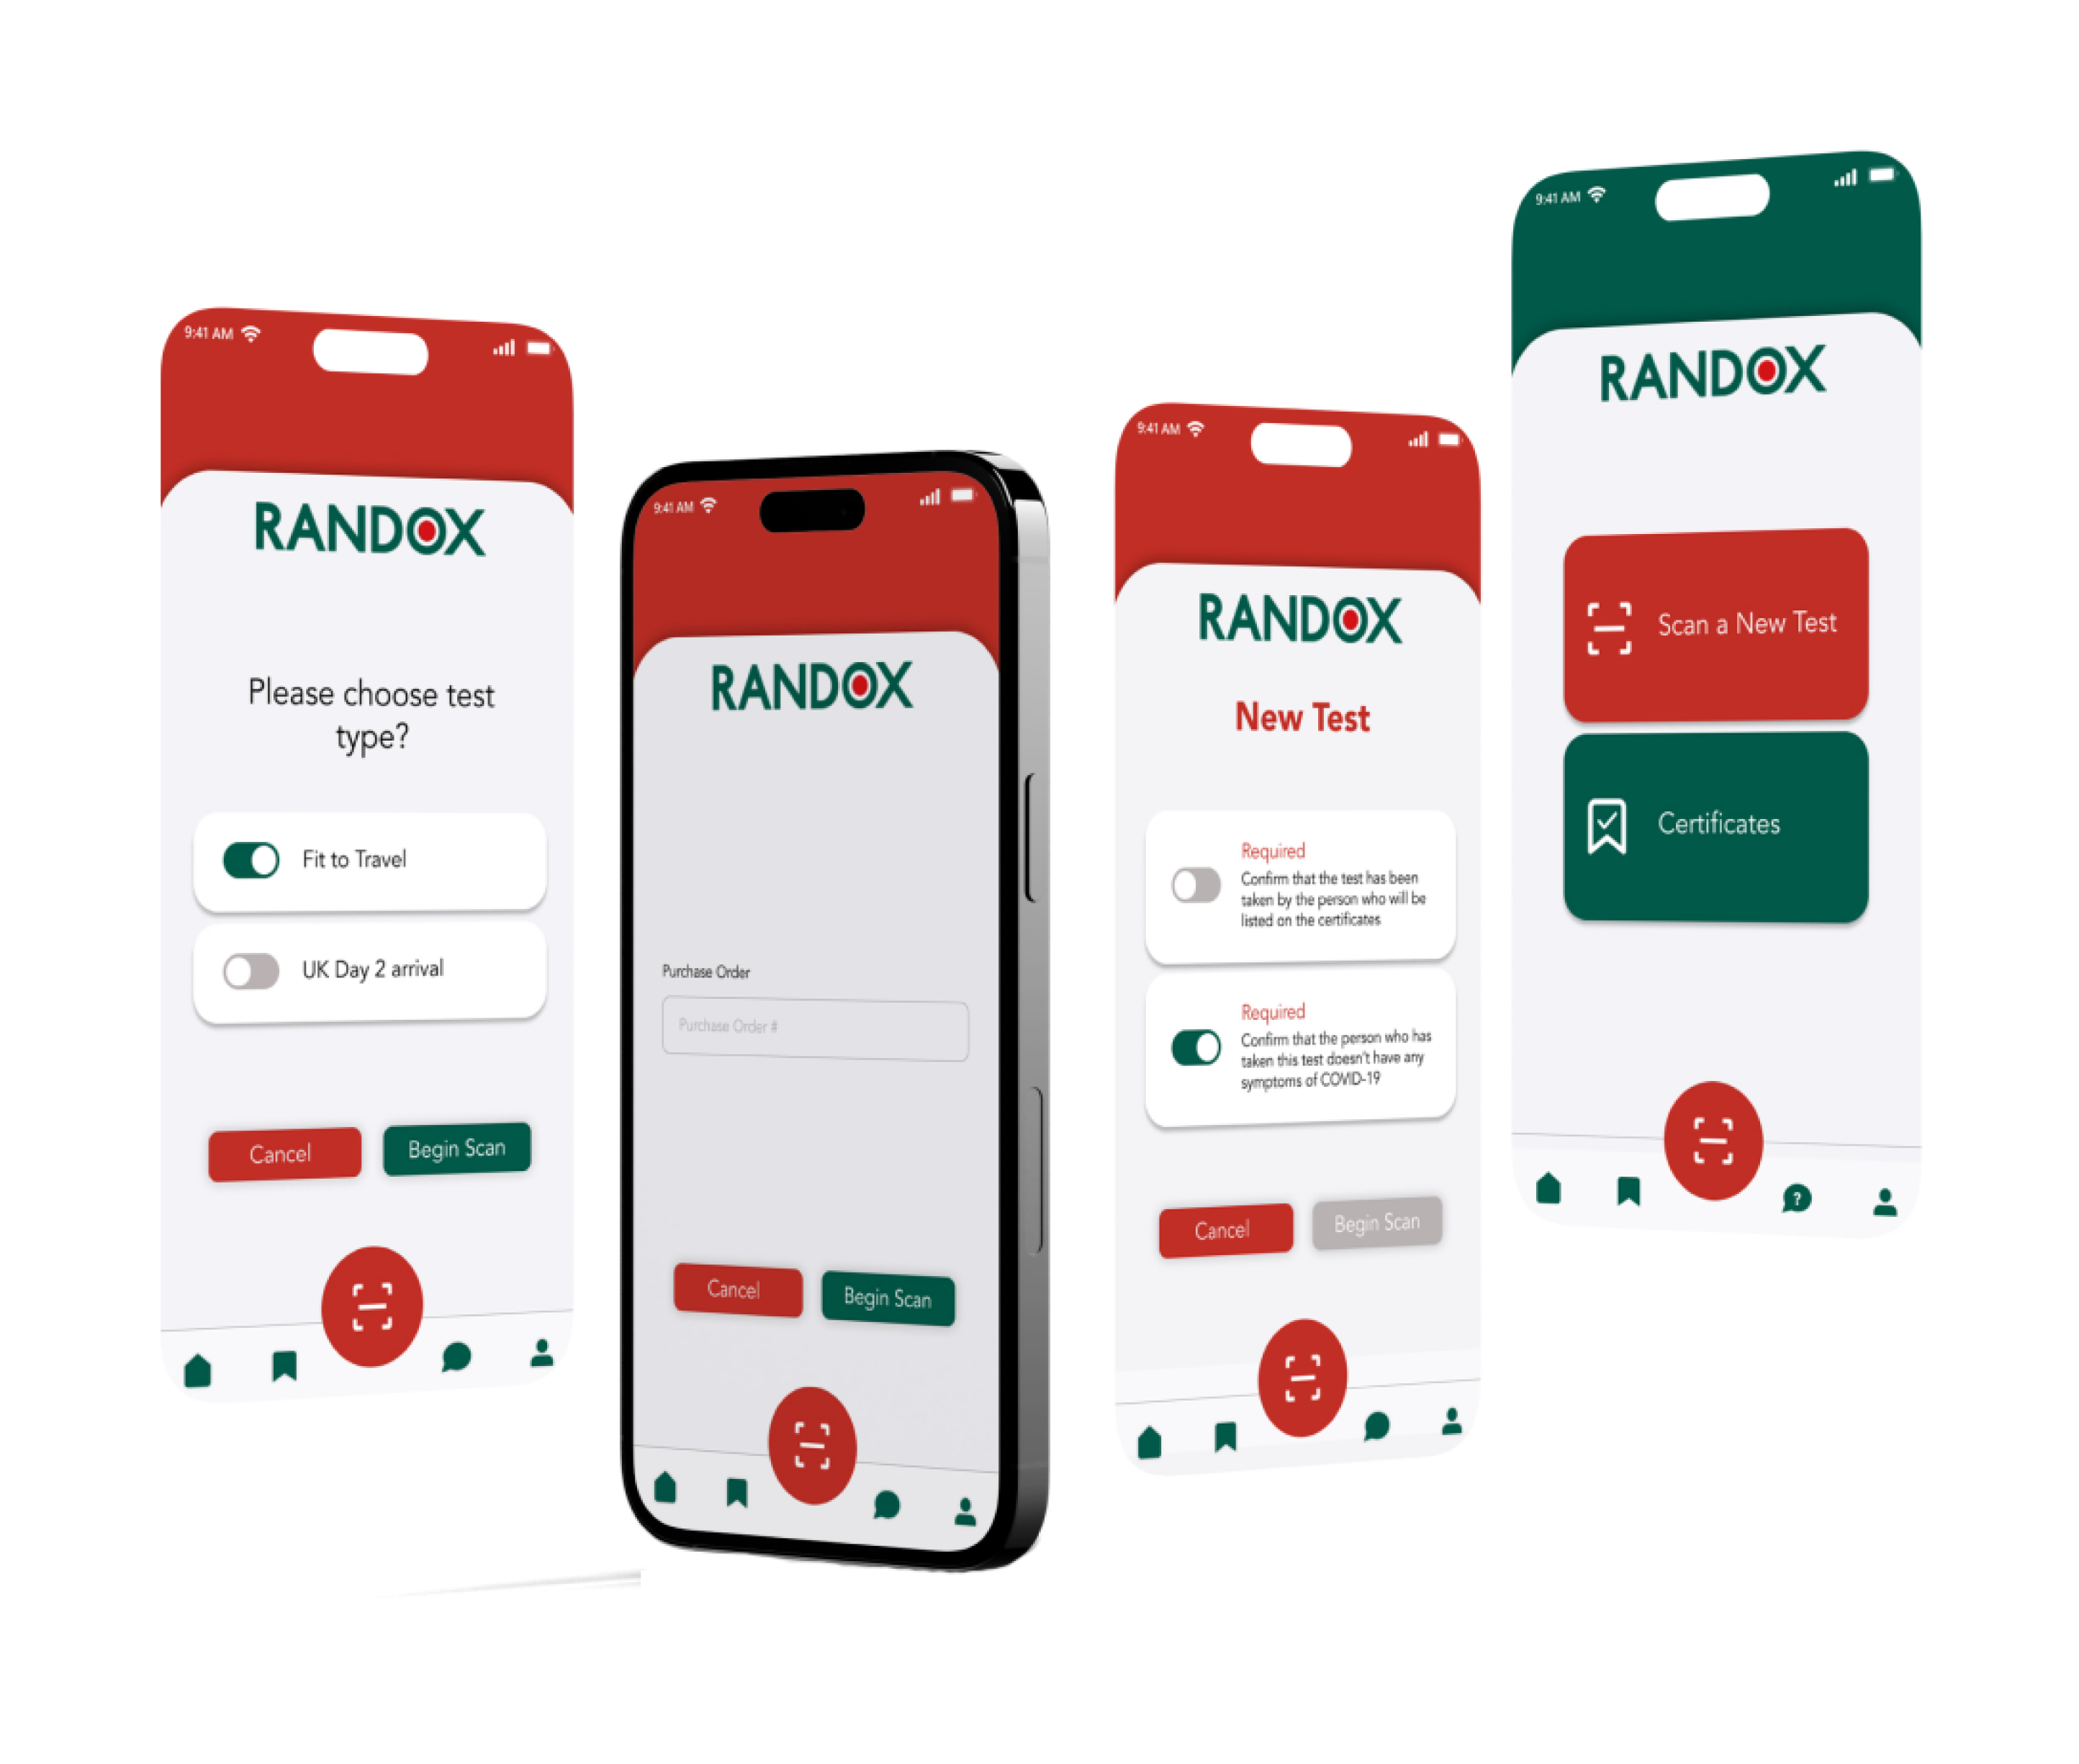 9:41 AM
RANDOX
Please choose test
type?
Fit to Travel
UK Day 2 arrival
Cancel
Begin Scan
9:41 AM
RANDOX
Purchase Order
Purchase Order #
Cancel
Begin Scan
9:41 AM
RANDOX
New Test
Required
Confirm that the test has been
taken by the person who will be
listed on the certificates
Required
Confirm that the person who has
taken this test doesn't have any
symptoms of COVID-19
Cancel
Begin Scan
9:41 AM
RANDOX
Scan a New Test
Certificates
?